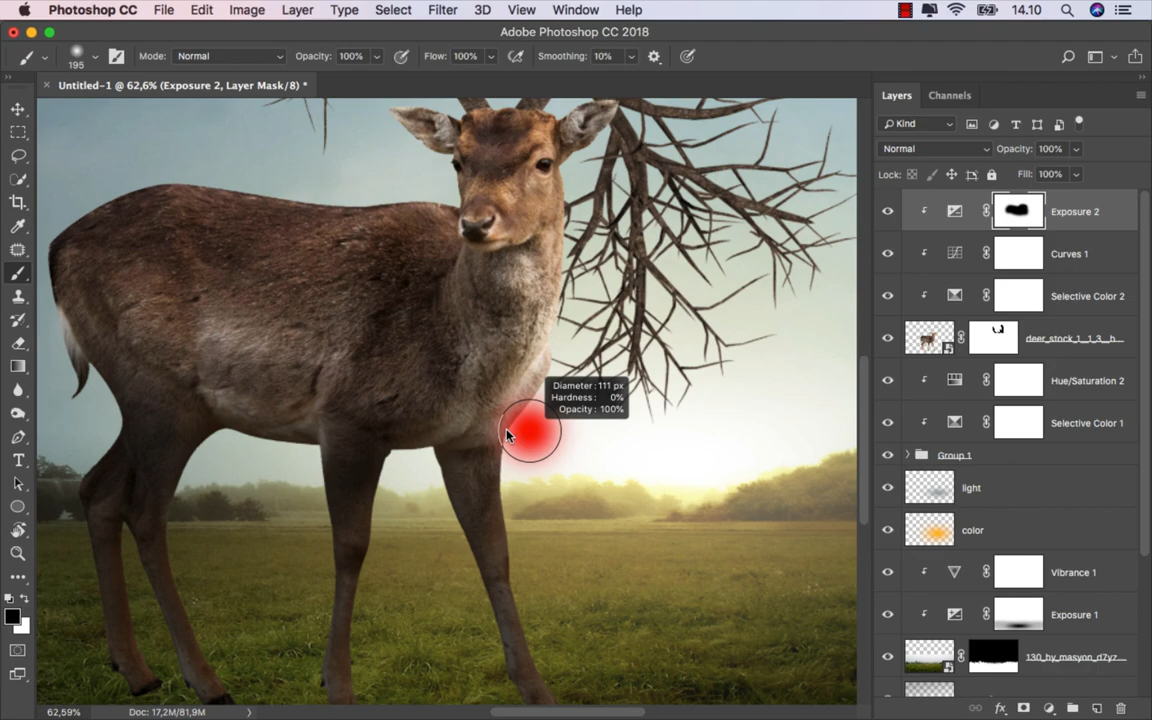 Photoshop CC File Edit Image Layer Type Select Filter 3D View Window Help 14.10
Adobe Photoshop CC 2018
195 Mode: Normal Opacity: 100% Flow: 100% Smoothing: 10%
Untitled-1 @ 62,6% (Exposure 2, Layer Mask/8) *
Layers Channels
Kind
Normal Opacity: 100%
Lock: Fill: 100%
Exposure 2
Curves 1
Selective Color 2
deer_stock_1__1_3__b...
Hue/Saturation 2
Diameter : 111 px
Hardness : 0%
Opacity : 100%
Selective Color 1
Group 1
light
color
Vibrance 1
Exposure 1
130_by_masyon_d7yz...
62,59% Doc: 17,2M/81,9M